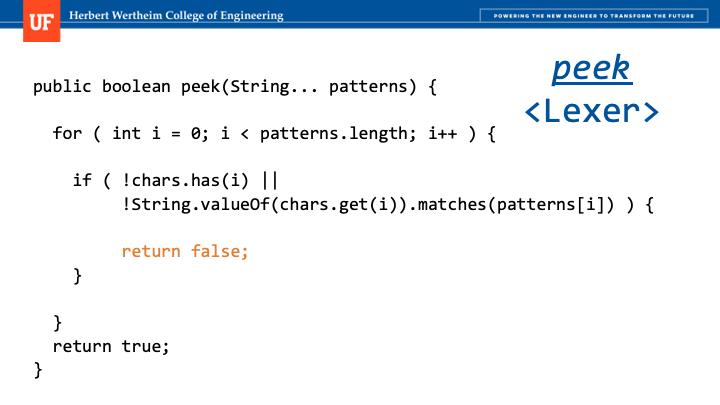 UF
Herbert Wertheim College of Engineering
POWERING THE NEW ENGINEER TO TRANSFORM THE FUTURE
peek
<Lexer>
public boolean peek(String... patterns) {
for ( int i = 0; i < patterns.length; i++ ) {
if ( !chars.has(i) ||
!String.valueOf(chars.get(i)).matches(patterns[i]) ) {
return false;
}
}
return true;
}